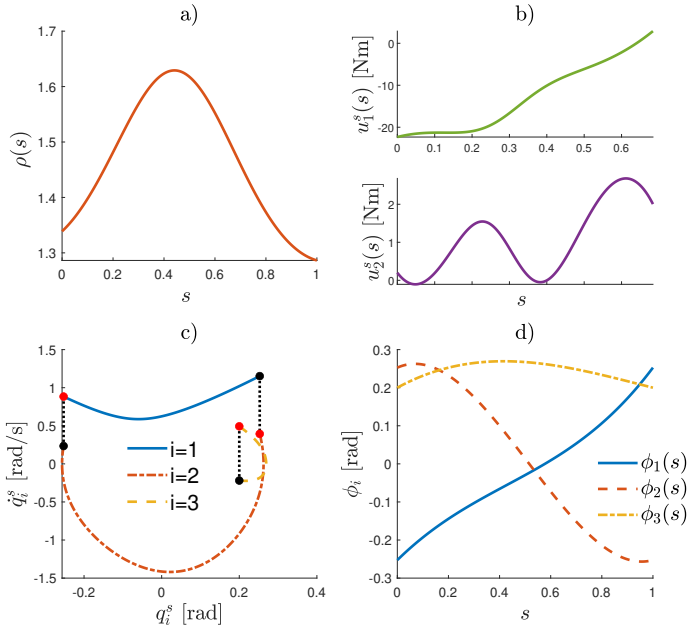 a)
1.7
1.6
1.5
1.4
1.3
ρ(s)
0 0.2 0.4 0.6 0.8 1
s
b)
0
-10
-20
u₁ˢ(s) [Nm]
0 0.1 0.2 0.3 0.4 0.5 0.6
2
1
0
u₂ˢ(s) [Nm]
s
c)
1.5
1
0.5
0
-0.5
-1
-1.5
q̇ᵢˢ [rad/s]
i=1
i=2
i=3
-0.2 0 0.2 0.4
qᵢˢ [rad]
d)
0.3
0.2
0.1
0
-0.1
-0.2
-0.3
ϕᵢ [rad]
ϕ₁(s)
ϕ₂(s)
ϕ₃(s)
0 0.2 0.4 0.6 0.8 1
s